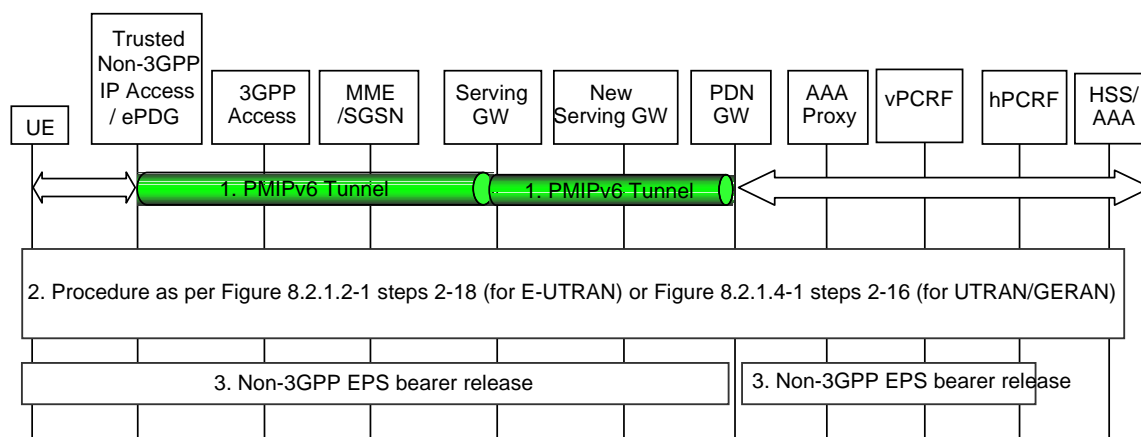 UE
Trusted
Non-3GPP
IP Access
/ ePDG
3GPP
Access
MME
/SGSN
Serving
GW
New
Serving GW
PDN
GW
AAA
Proxy
vPCRF
hPCRF
HSS/
AAA
1. PMIPv6 Tunnel
1. PMIPv6 Tunnel
2. Procedure as per Figure 8.2.1.2-1 steps 2-18 (for E-UTRAN) or Figure 8.2.1.4-1 steps 2-16 (for UTRAN/GERAN)
3. Non-3GPP EPS bearer release
3. Non-3GPP EPS bearer release